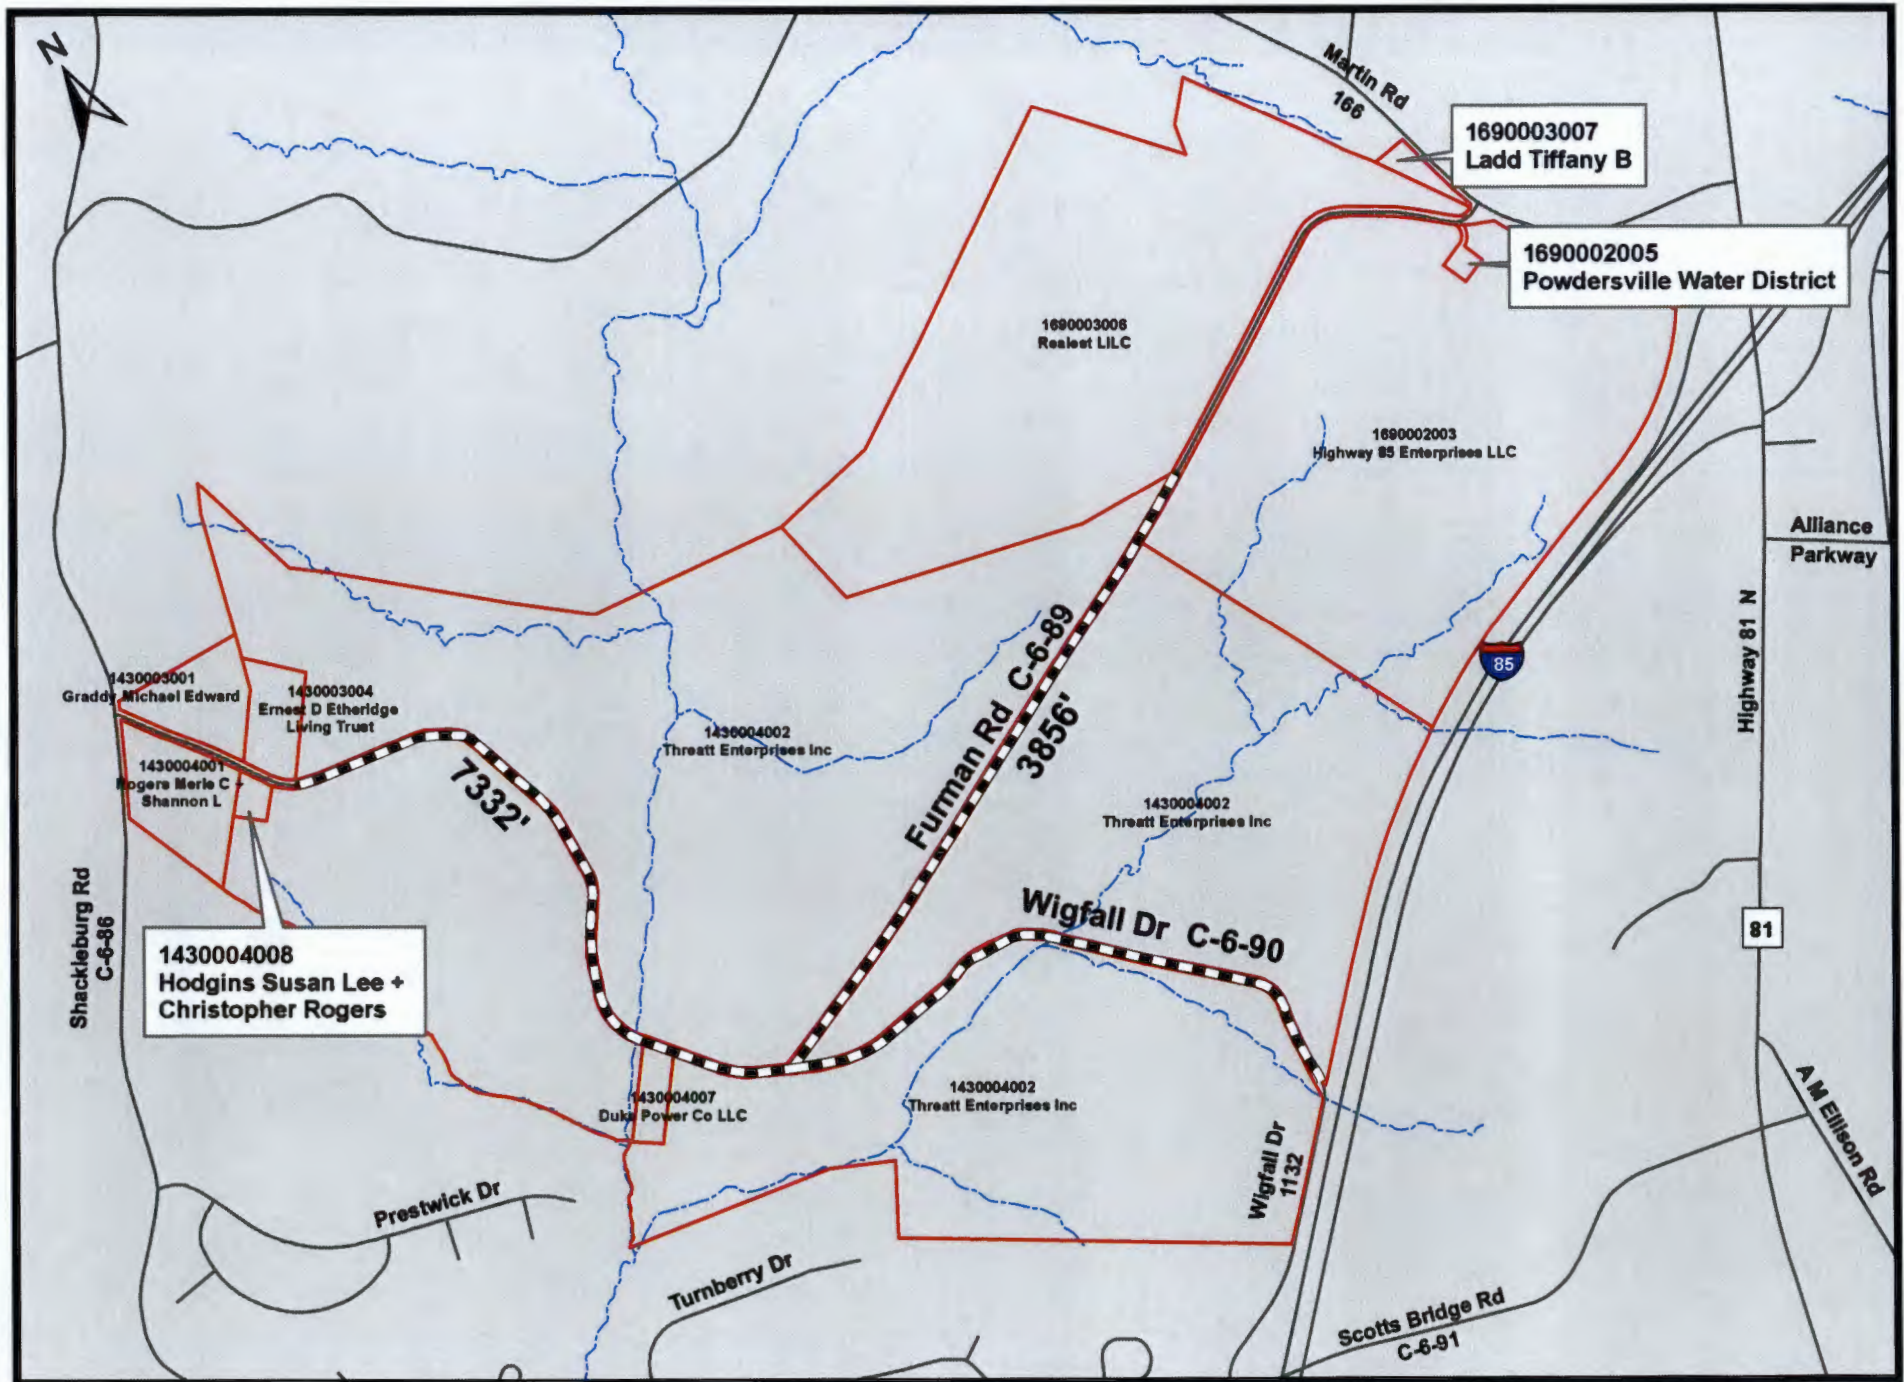 N
Martin Rd
166
1690003007
Ladd Tiffany B
1690002005
Powdersville Water District
1690003006
Realest LILC
1690002003
Highway 85 Enterprises LLC
Alliance
Parkway
Highway 81 N
85
Furman Rd C-6-89
3856'
1430003001
Graddy Michael Edward
1430003004
Ernest D Etheridge
Living Trust
1430004002
Threatt Enterprises Inc
1430004001
Rogers Merle C +
Shannon L
7332'
1430004002
Threatt Enterprises Inc
Wigfall Dr C-6-90
81
Shackleburg Rd
C-6-86
1430004008
Hodgins Susan Lee +
Christopher Rogers
1430004007
Duke Power Co LLC
1430004002
Threatt Enterprises Inc
Wigfall Dr
1132
A M Ellison Rd
Prestwick Dr
Turnberry Dr
Scotts Bridge Rd
C-6-91